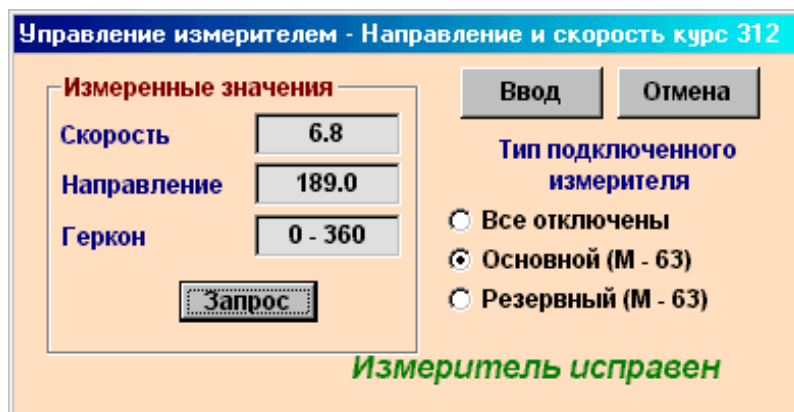 Управление измерителем - Направление и скорость курс 312
Измеренные значения
Скорость 6.8
Направление 189.0
Геркон 0 - 360
Запрос
Ввод Отмена
Тип подключенного
измерителя
Все отключены
Основной (М - 63)
Резервный (М - 63)
Измеритель исправен